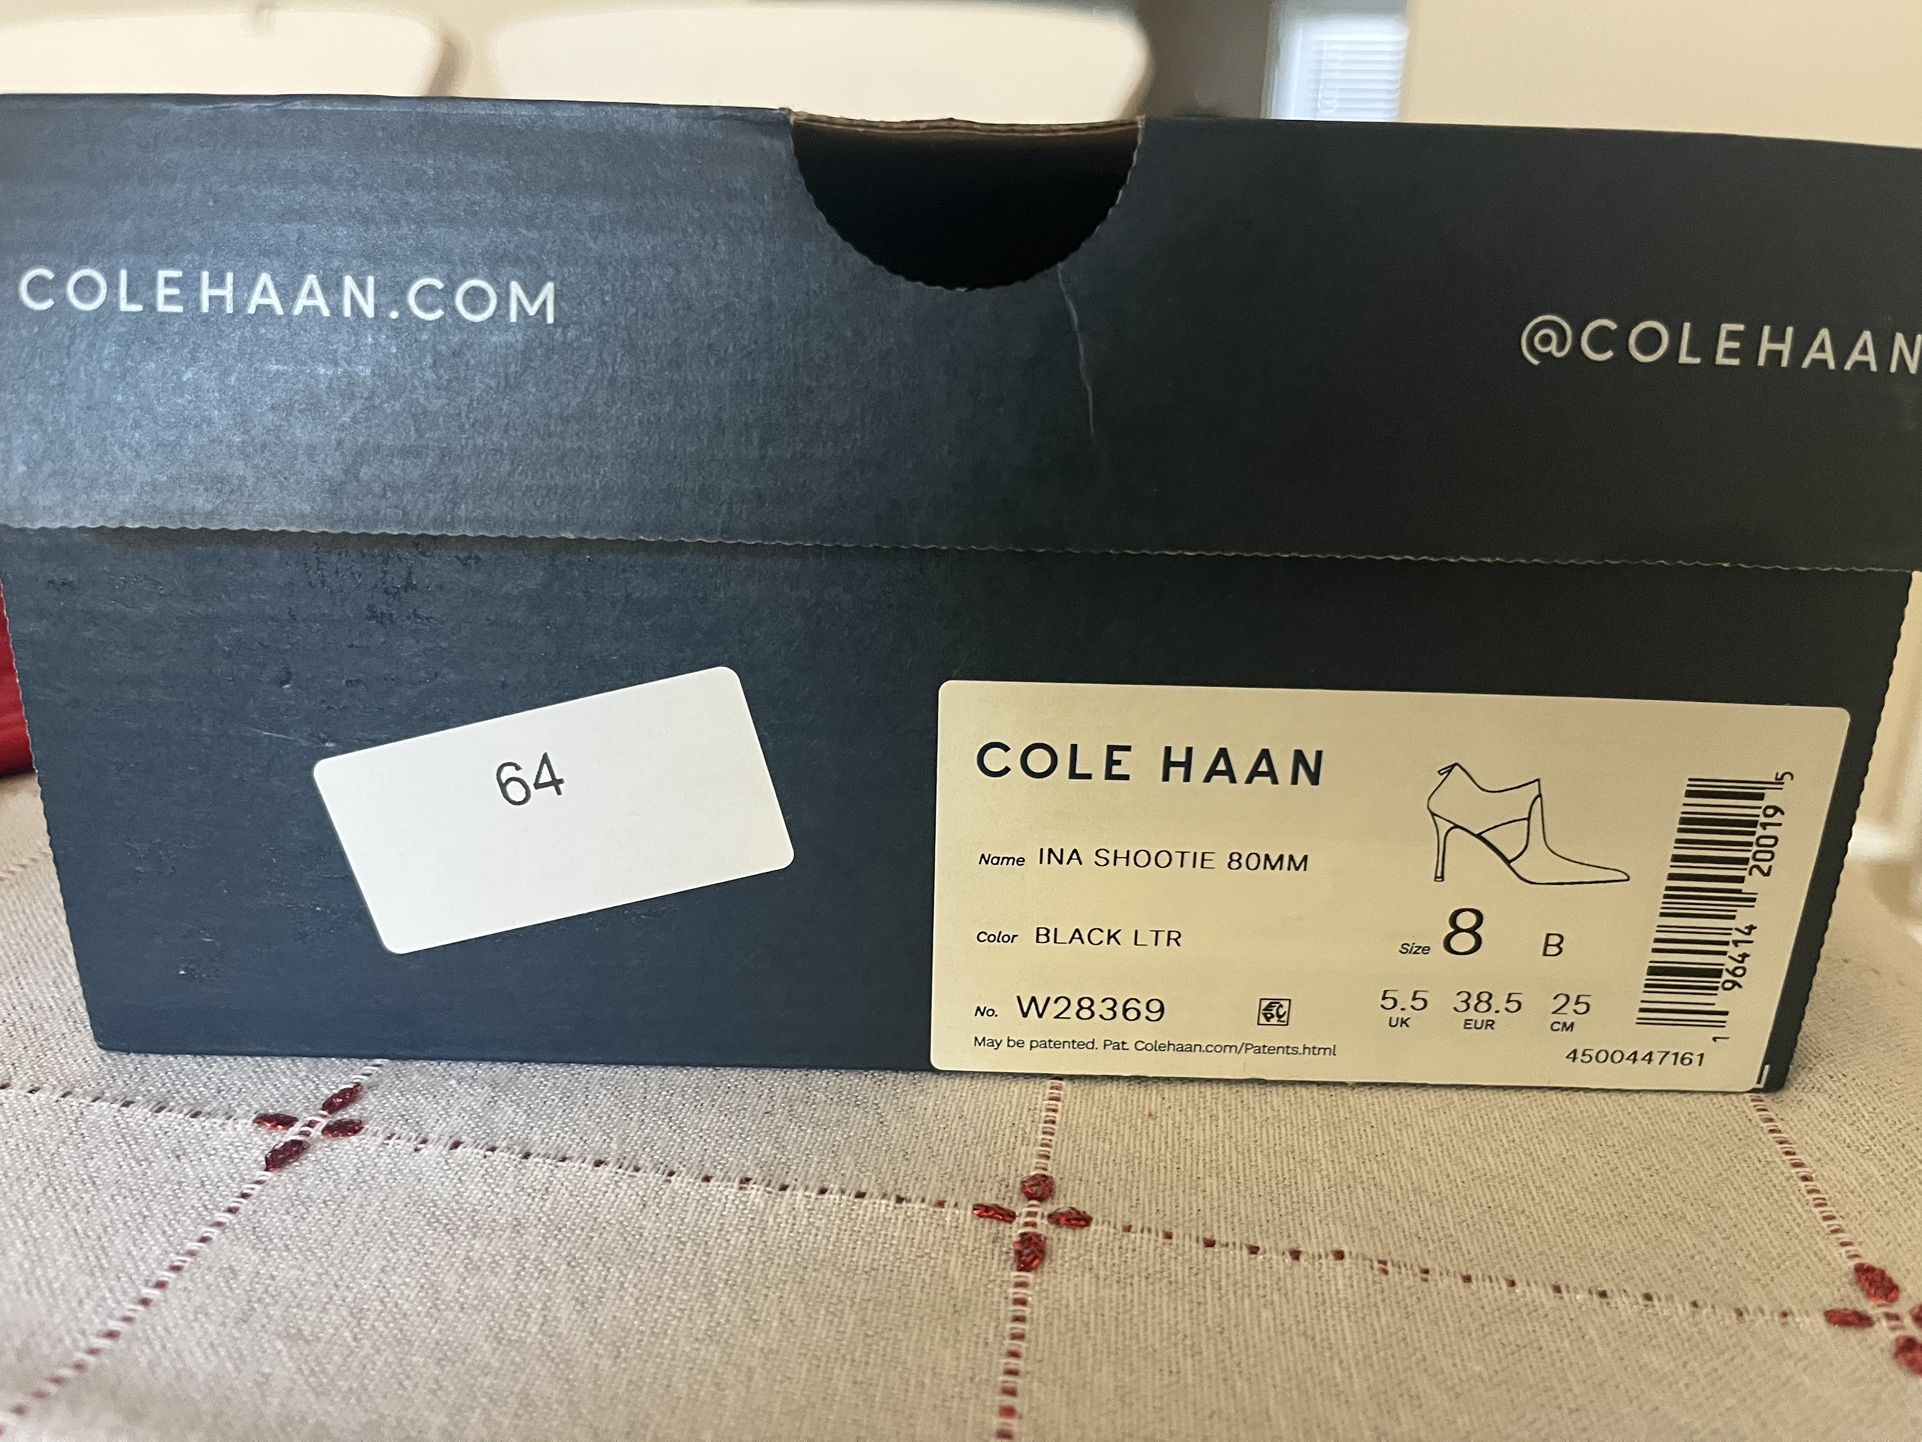 COLEHAAN.COM
@COLEHAAN
64
COLE HAAN
Name INA SHOOTIE 80MM
Color BLACK LTR
Size 8 B
No. W28369
5.5 38.5 25
UK EUR CM
May be patented. Pat. Colehaan.com/Patents.html
4500447161
1 96414 20019 5